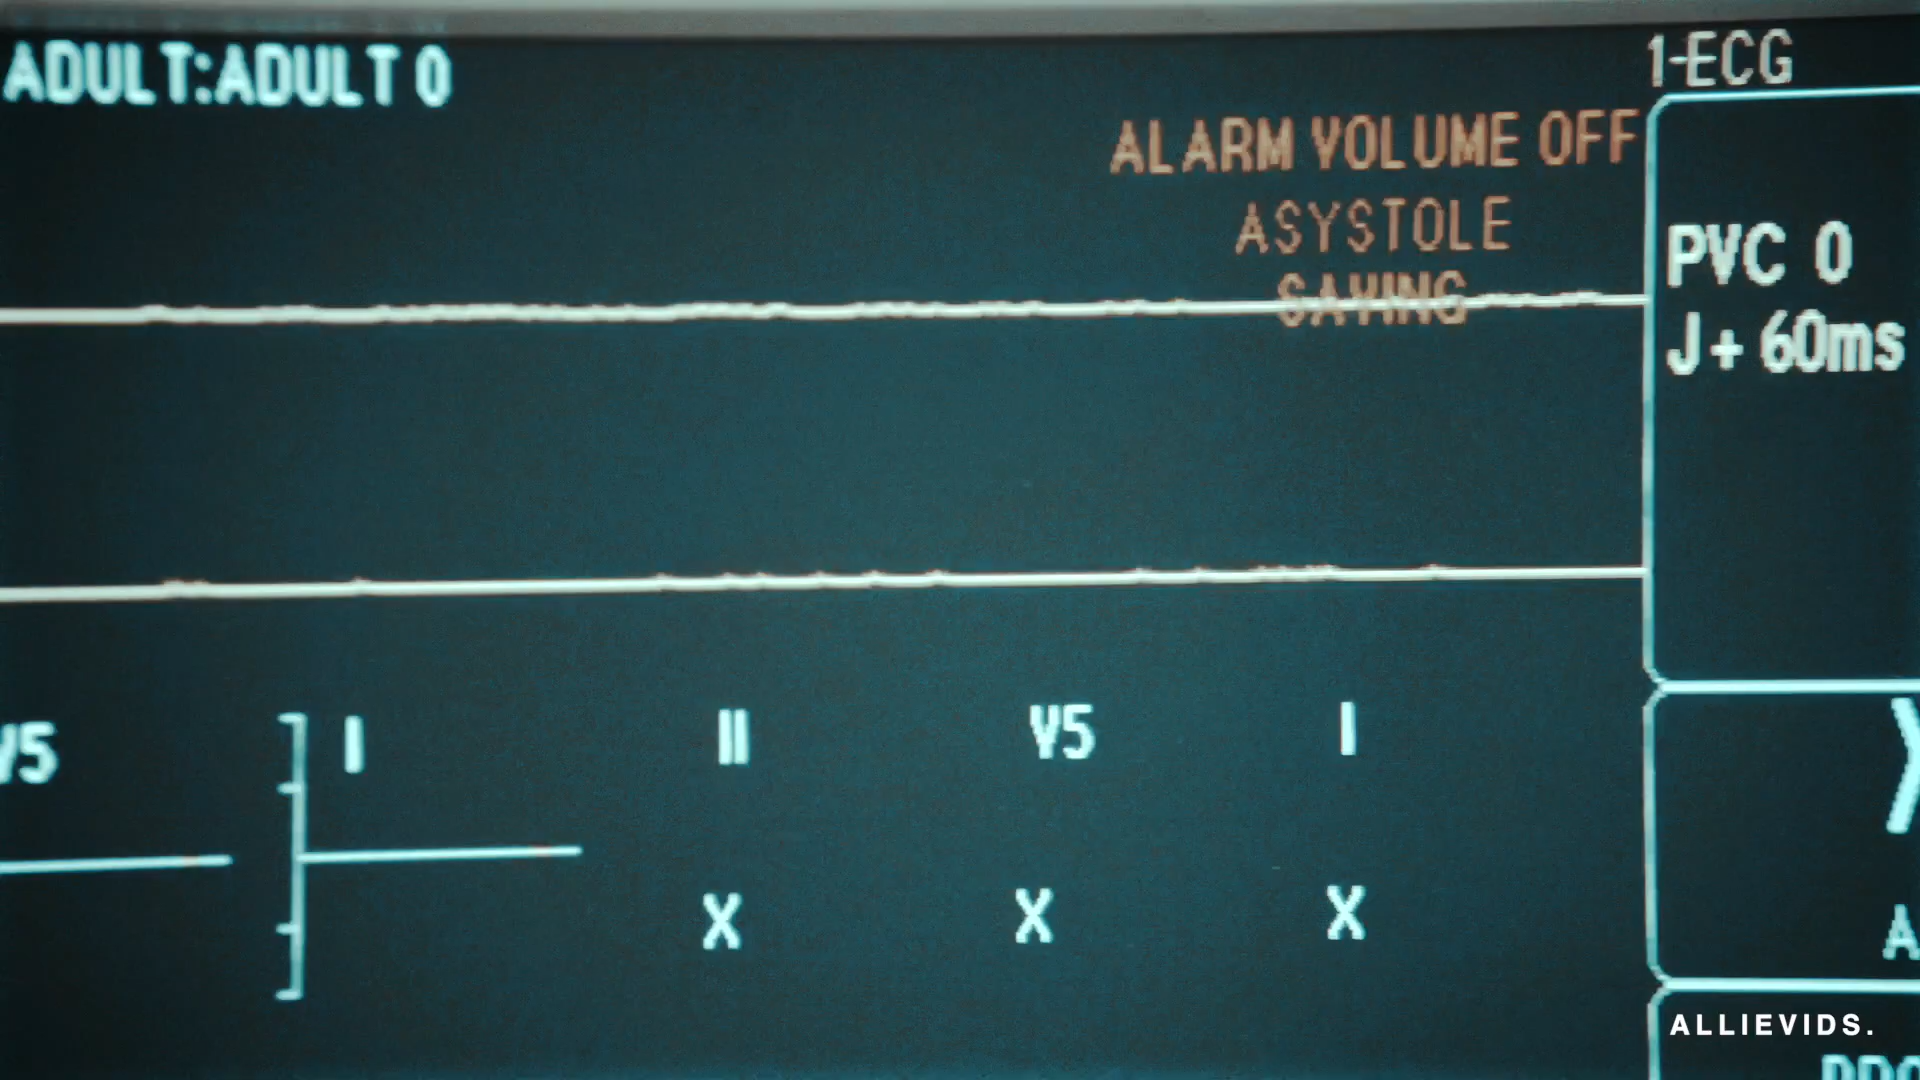 ADULT:ADULT 0
1-ECG
ALARM VOLUME OFF
ASYSTOLE
SAVING
PVC 0
J+ 60ms
V5
I
II
V5
I
X
X
X
ALLIEVIDS.